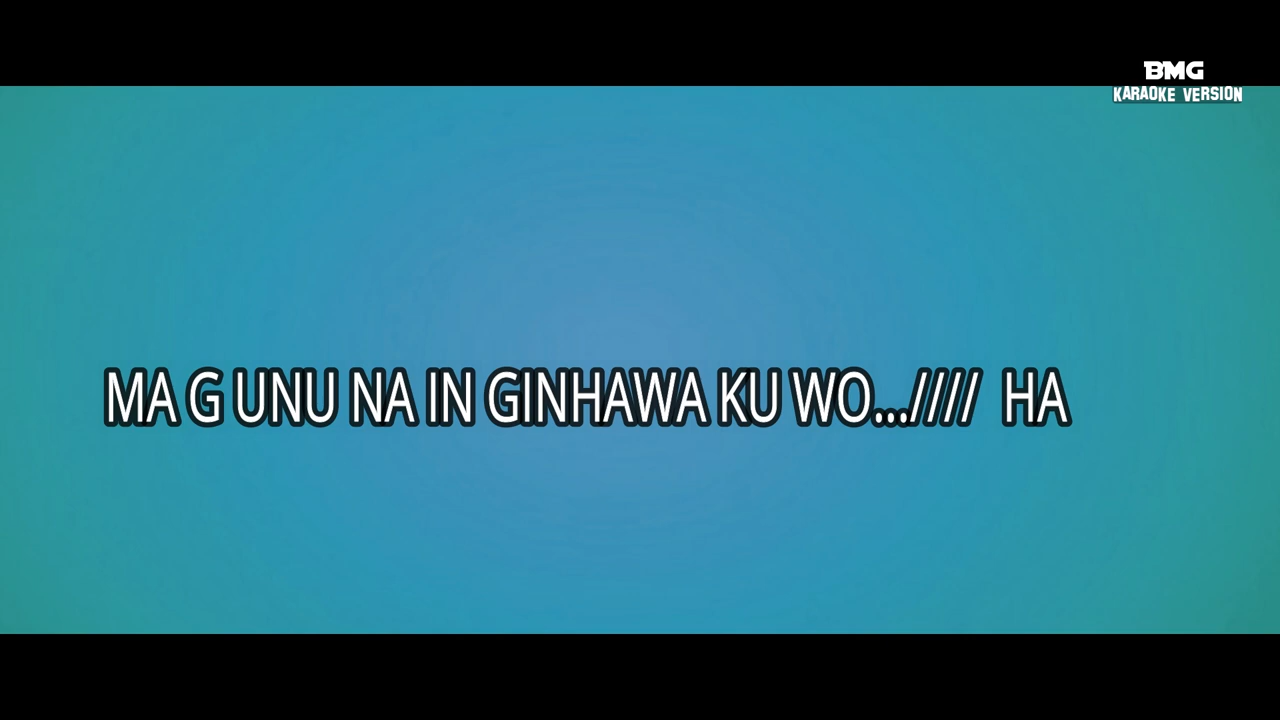 BMG
KARAOKE VERSION
MA G UNU NA IN GINHAWA KU WO...//// HA